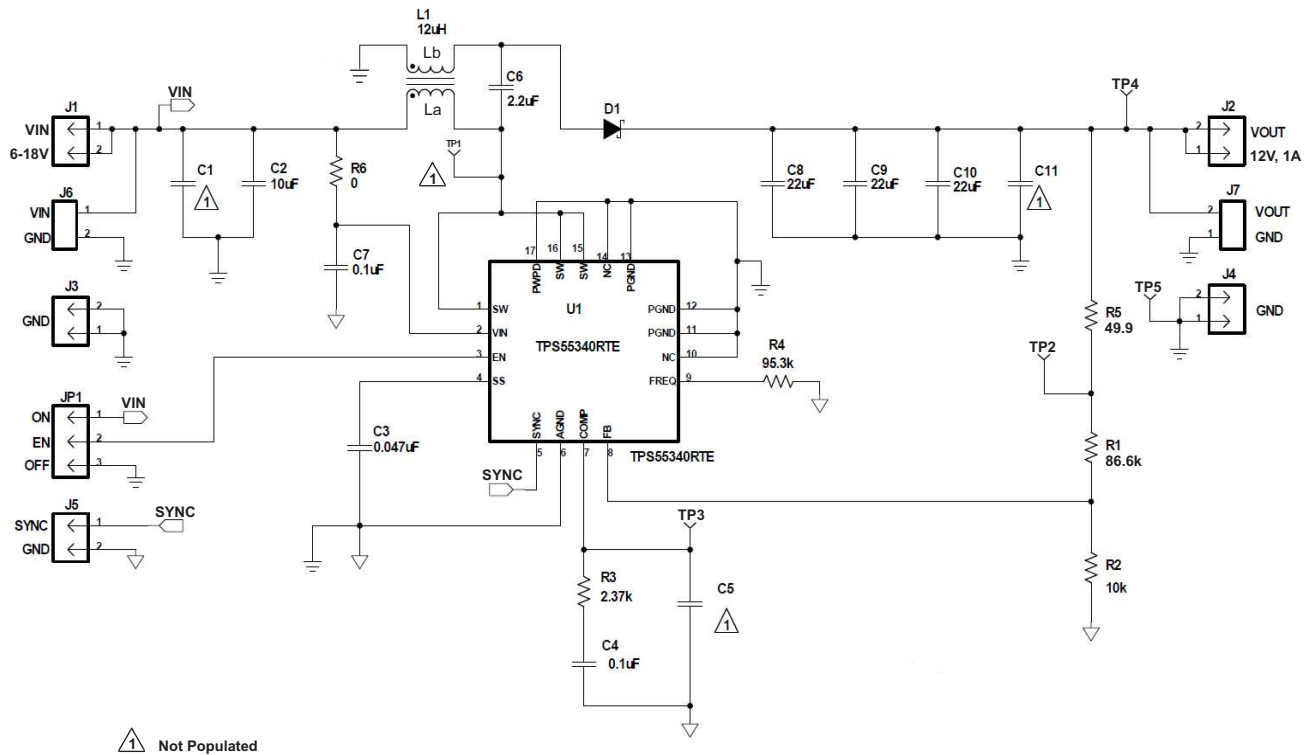 L1
12uH
Lb
La
C6
2.2uF
D1
TP4
VIN
J1
VIN
6-18V
1
2
J2
2
1
VOUT
12V, 1A
C1
1
C2
10uF
R6
0
TP1
1
C8
22uF
C9
22uF
C10
22uF
C11
1
J6
VIN
GND
1
2
J7
VOUT
GND
2
1
C7
0.1uF
17
16
15
14
13
PWPD
SW
SW
NC
PGND
U1
TPS55340RTE
1
SW
2
VIN
3
EN
4
SS
PGND
12
PGND
11
NC
10
FREQ
9
SYNC
AGND
COMP
FB
5
6
7
8
TPS55340RTE
J3
GND
2
1
J4
2
1
GND
TP5
R5
49.9
R4
95.3k
TP2
JP1
ON
EN
OFF
1
2
3
VIN
C3
0.047uF
R1
86.6k
SYNC
J5
SYNC
GND
1
2
SYNC
TP3
R3
2.37k
C5
1
R2
10k
C4
0.1uF
1 Not Populated